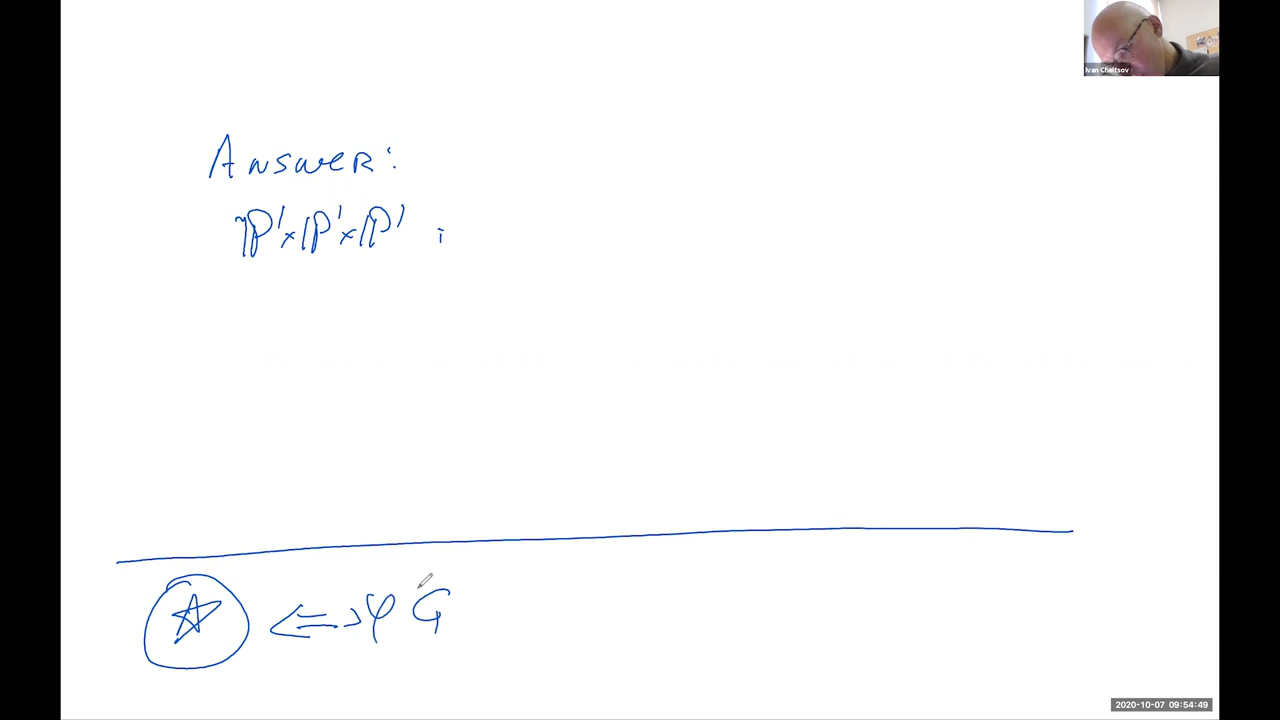 Ivan Cheltsov
Answer:
ℙ¹×ℙ¹×ℙ¹ i
☆ ⟺ φ G
2020-10-07 09:54:49